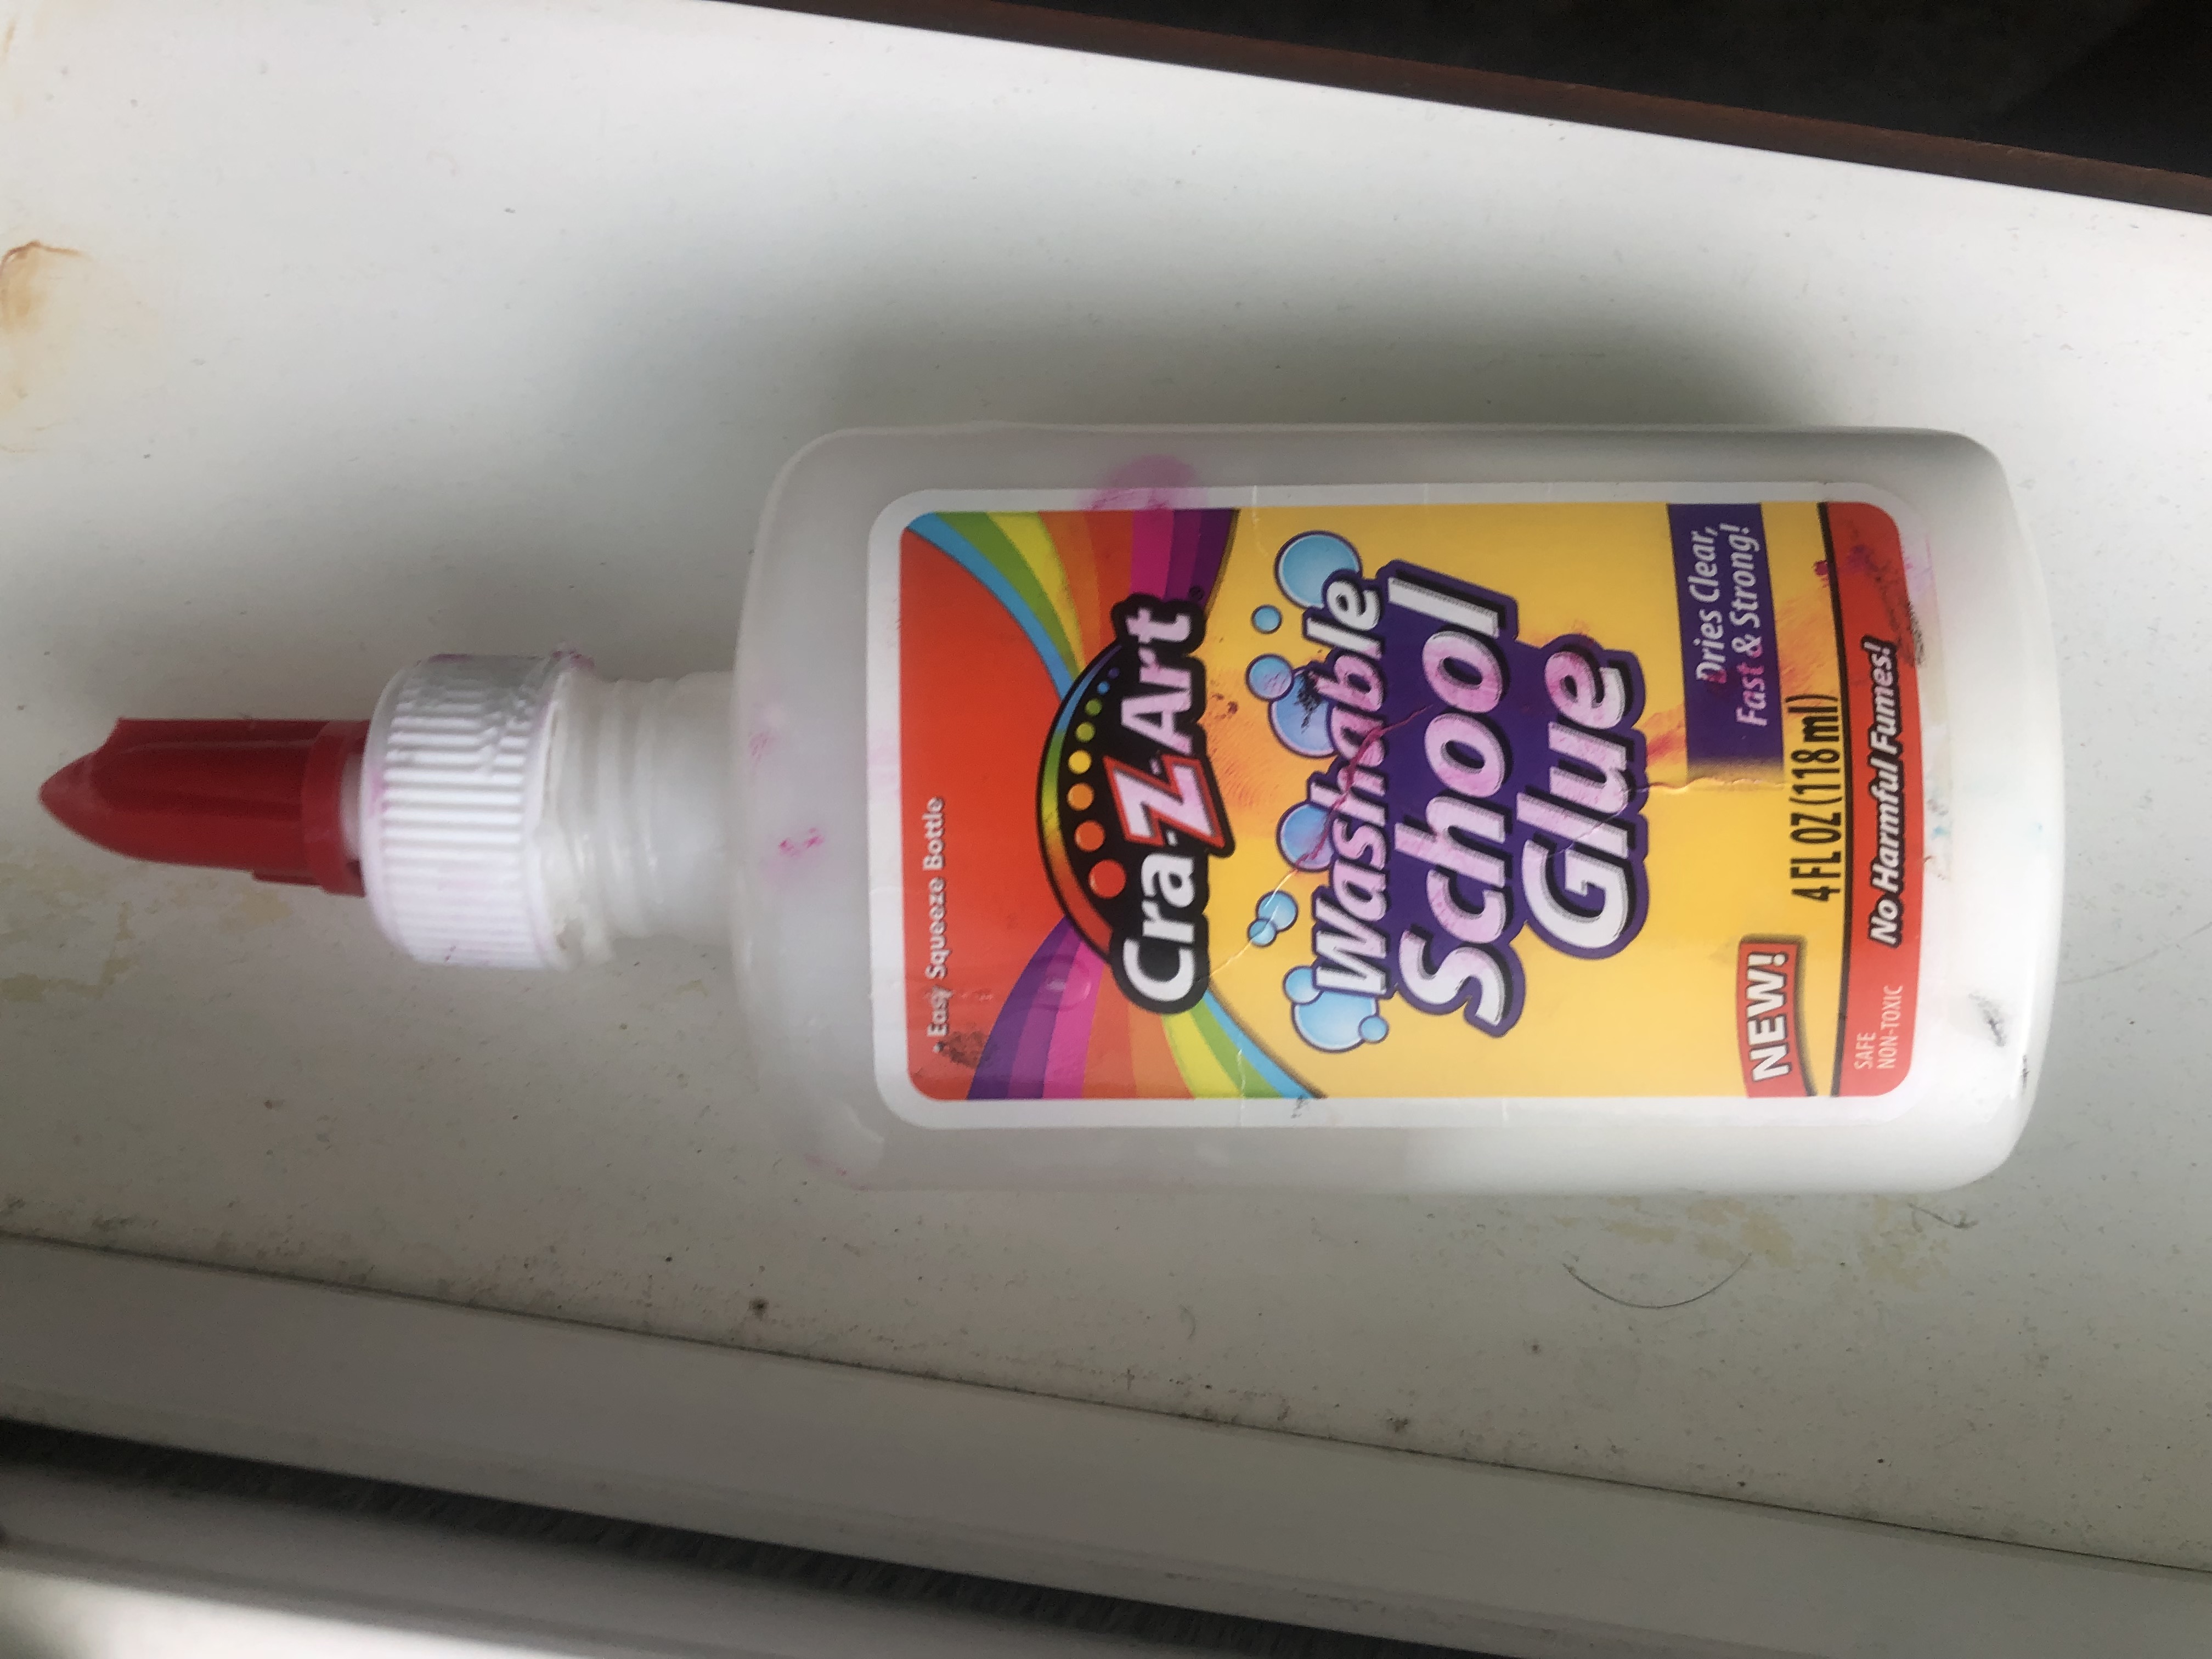 · Easy Squeeze Bottle
Cra-Z-Art®
Washable
School
Glue
Dries Clear,
Fast & Strong!
NEW!
4 FL OZ (118 ml)
SAFE
NON-TOXIC
No Harmful Fumes!